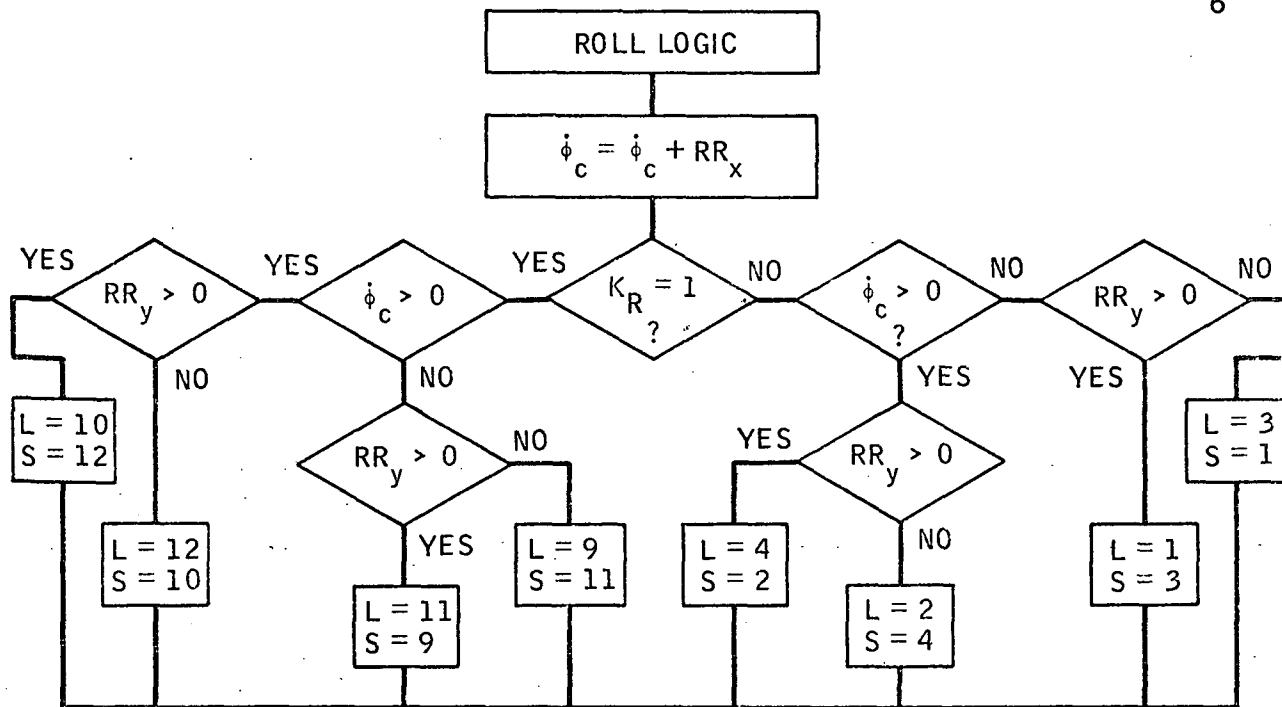 6
ROLL LOGIC
φ̇c = φ̇c + RRx
YES
RRy > 0
YES
φ̇c > 0
YES
KR = 1
?
NO
φ̇c > 0
?
NO
RRy > 0
NO
NO
NO
YES
YES
L = 10
S = 12
RRy > 0
NO
YES
RRy > 0
L = 3
S = 1
L = 12
S = 10
YES
L = 9
S = 11
L = 4
S = 2
NO
L = 1
S = 3
L = 11
S = 9
L = 2
S = 4